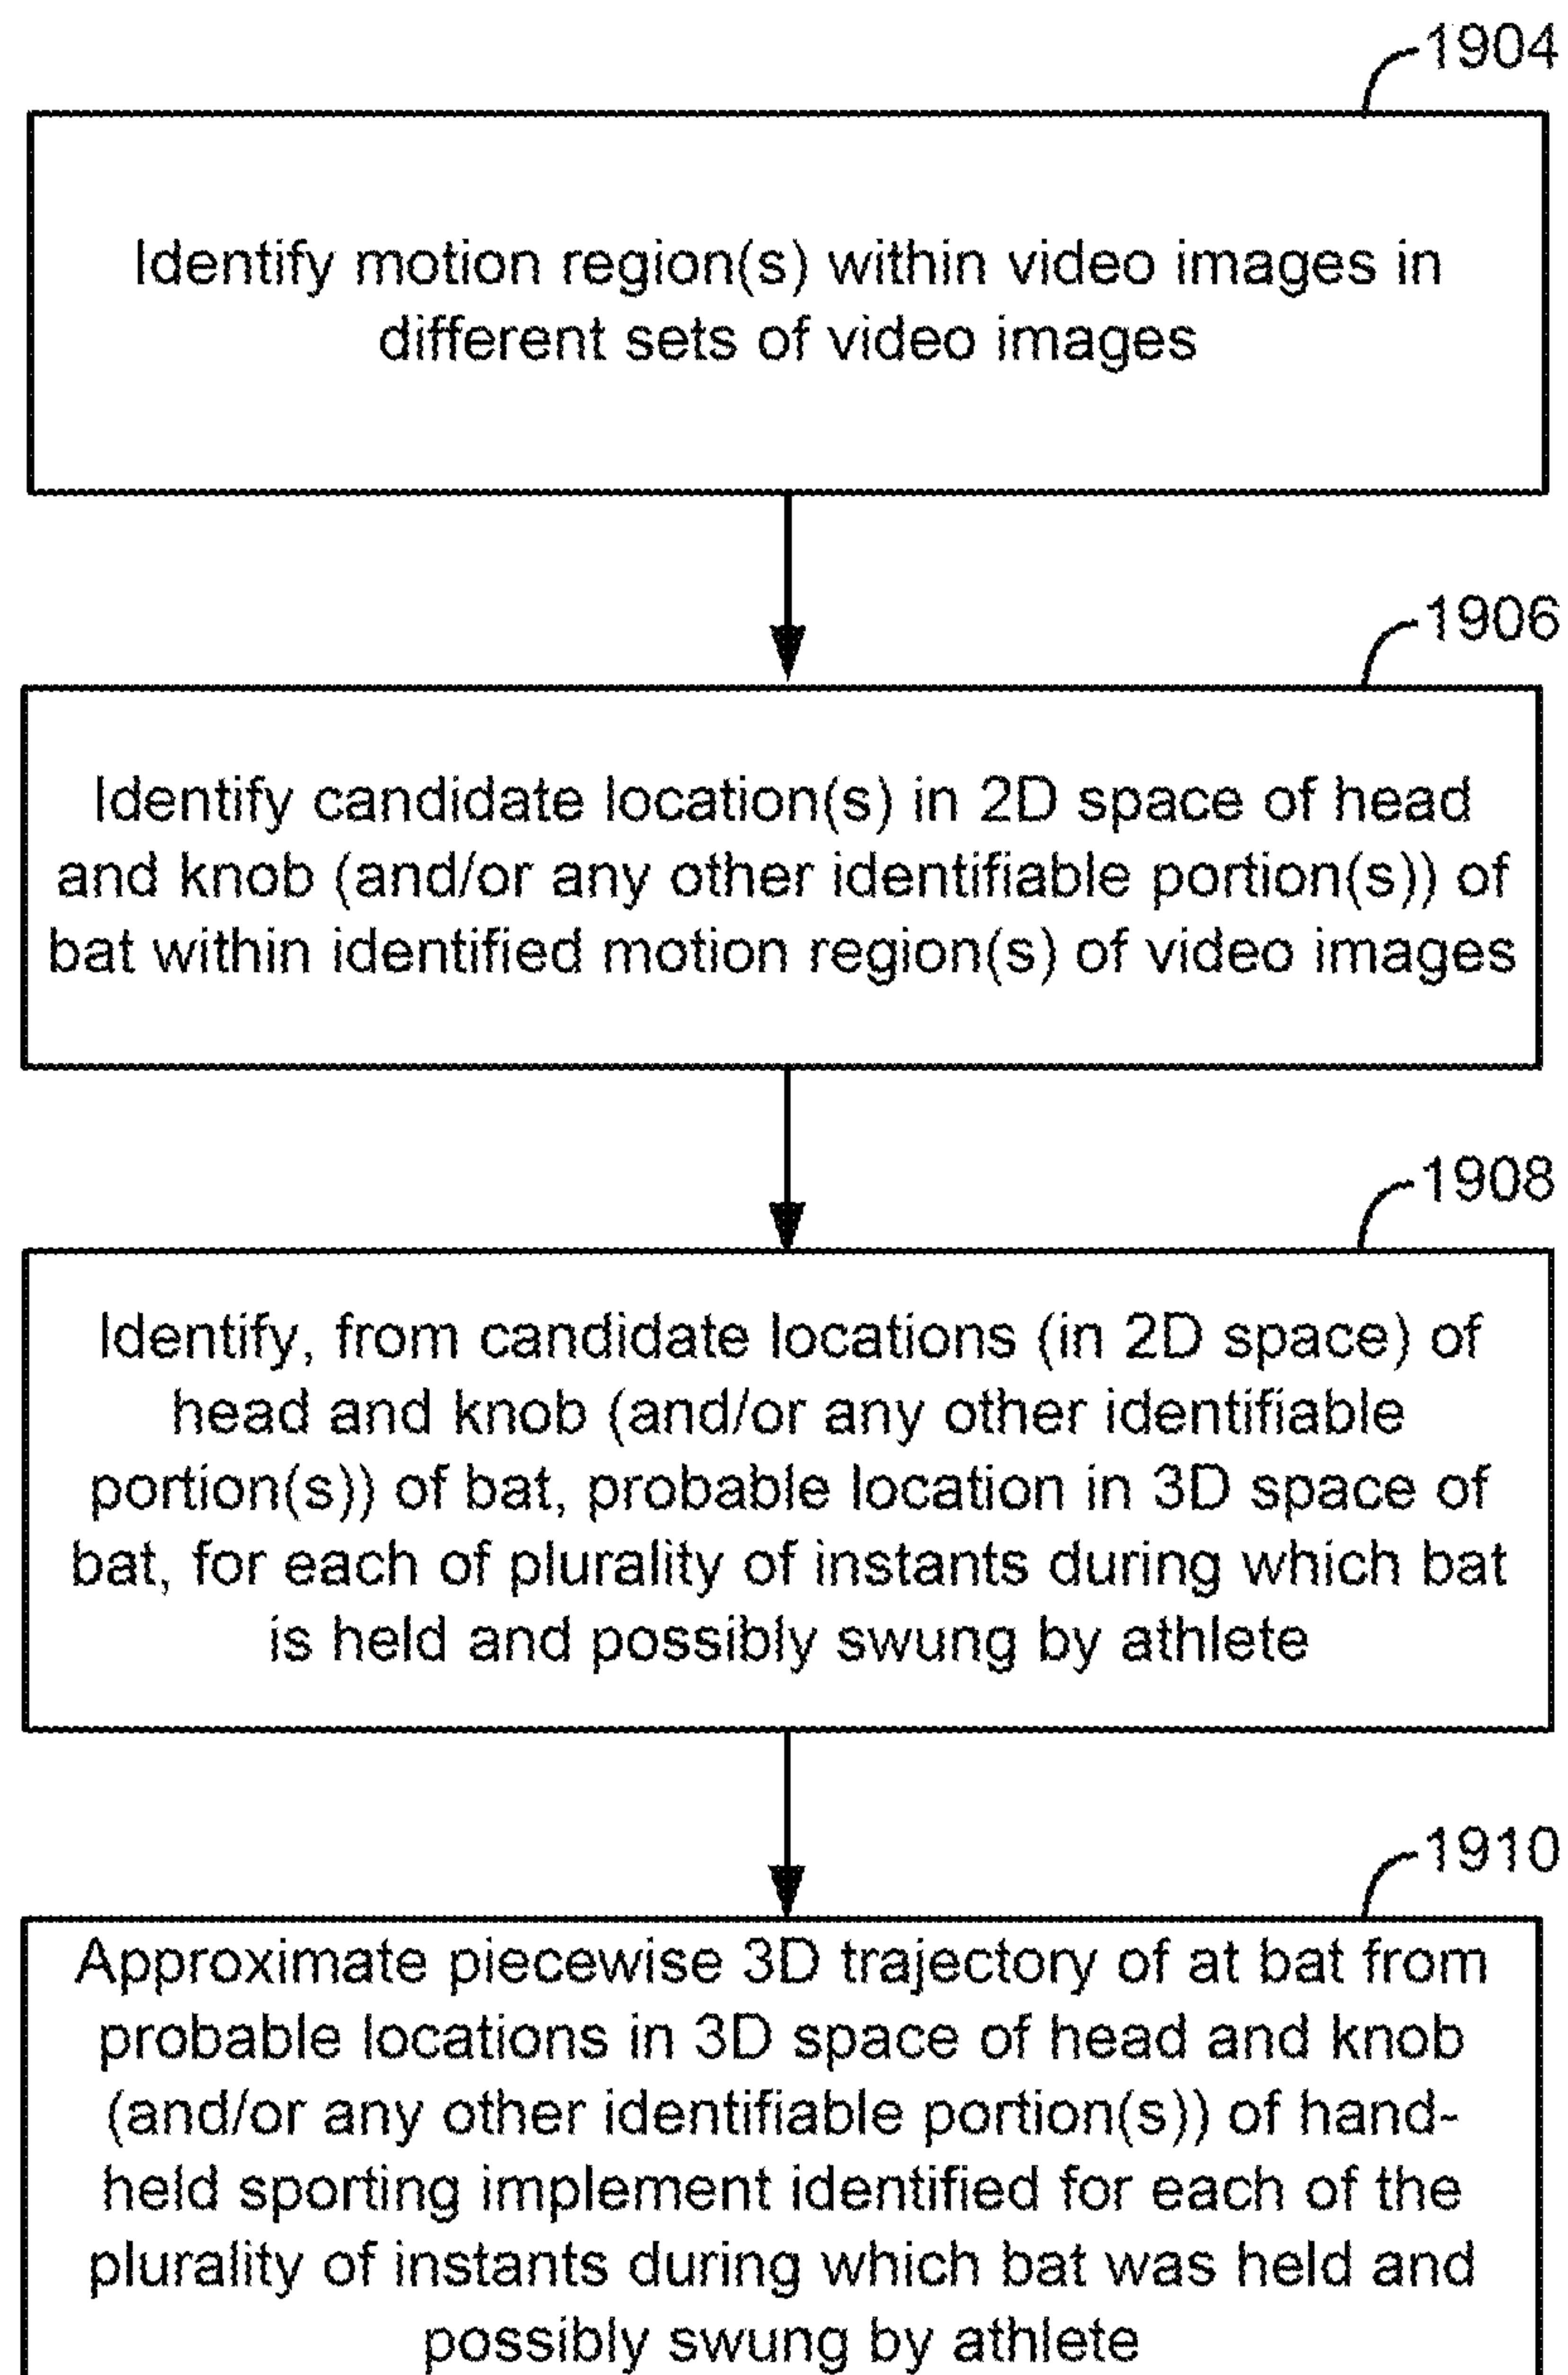 1904
Identify motion region(s) within video images in
different sets of video images
1906
Identify candidate location(s) in 2D space of head
and knob (and/or any other identifiable portion(s)) of
bat within identified motion region(s) of video images
1908
Identify, from candidate locations (in 2D space) of
head and knob (and/or any other identifiable
portion(s)) of bat, probable location in 3D space of
bat, for each of plurality of instants during which bat
is held and possibly swung by athlete
1910
Approximate piecewise 3D trajectory of at bat from
probable locations in 3D space of head and knob
(and/or any other identifiable portion(s)) of hand-
held sporting implement identified for each of the
plurality of instants during which bat was held and
possibly swung by athlete